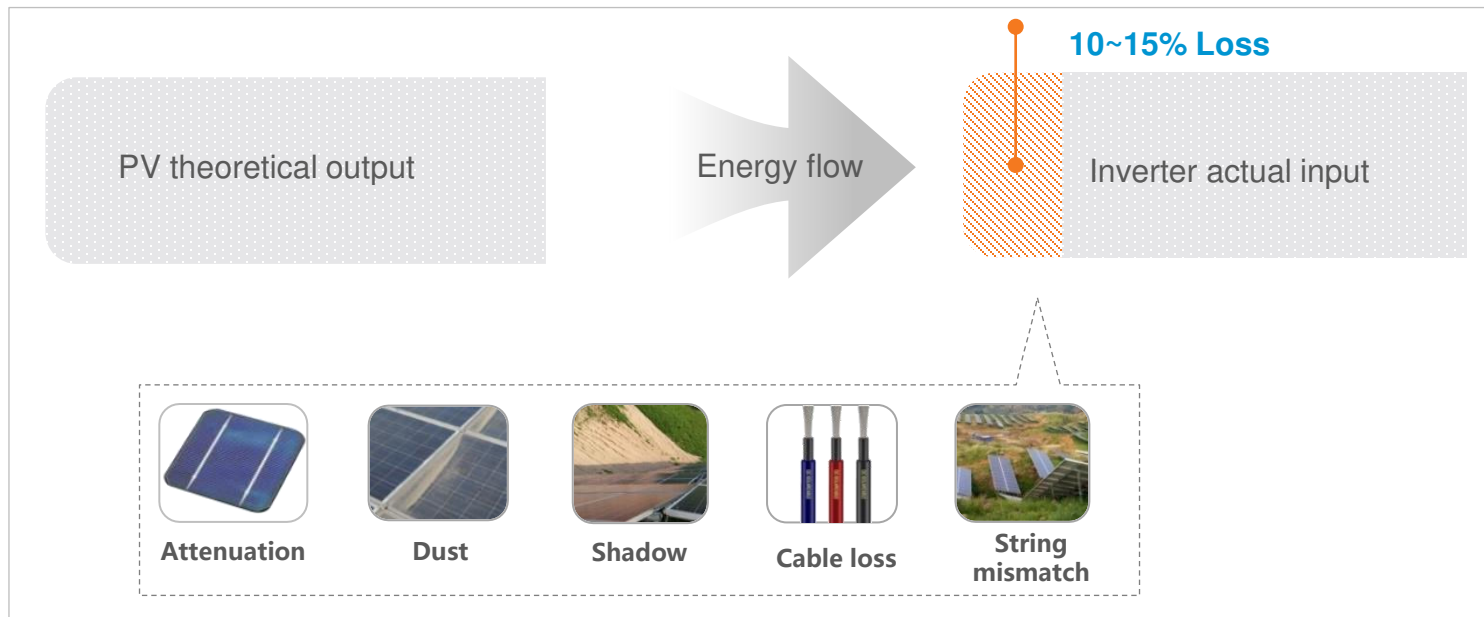 10~15% Loss
PV theoretical output
Energy flow
Inverter actual input
Attenuation
Dust
Shadow
Cable loss
String
mismatch